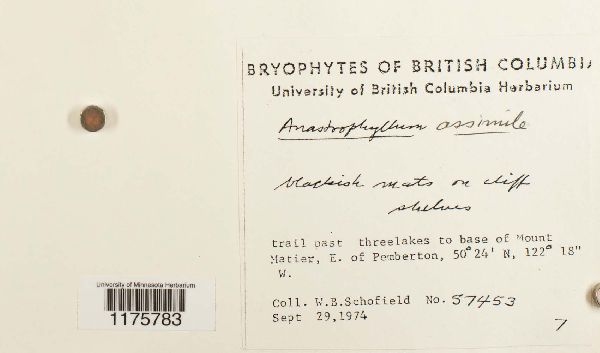 BRYOPHYTES OF BRITISH COLUMBIA
University of British Columbia Herbarium
Anastrophyllum assimile
blackish mats on cliff
shelves
trail past threelakes to base of Mount
Matier, E. of Pemberton, 50°24' N, 122° 18"
W.
Coll. W.B.Schofield No. 57453
Sept 29,1974
7
University of Minnesota Herbarium
1175783